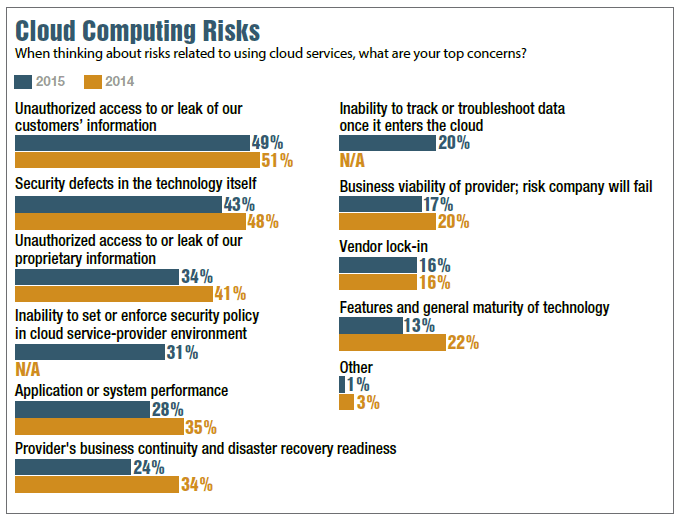 Cloud Computing Risks
When thinking about risks related to using cloud services, what are your top concerns?
2015 2014
Unauthorized access to or leak of our
customers' information
49%
51%
Security defects in the technology itself
43%
48%
Unauthorized access to or leak of our
proprietary information
34%
41%
Inability to set or enforce security policy
in cloud service-provider environment
31%
N/A
Application or system performance
28%
35%
Provider's business continuity and disaster recovery readiness
24%
34%
Inability to track or troubleshoot data
once it enters the cloud
20%
N/A
Business viability of provider; risk company will fail
17%
20%
Vendor lock-in
16%
16%
Features and general maturity of technology
13%
22%
Other
1%
3%